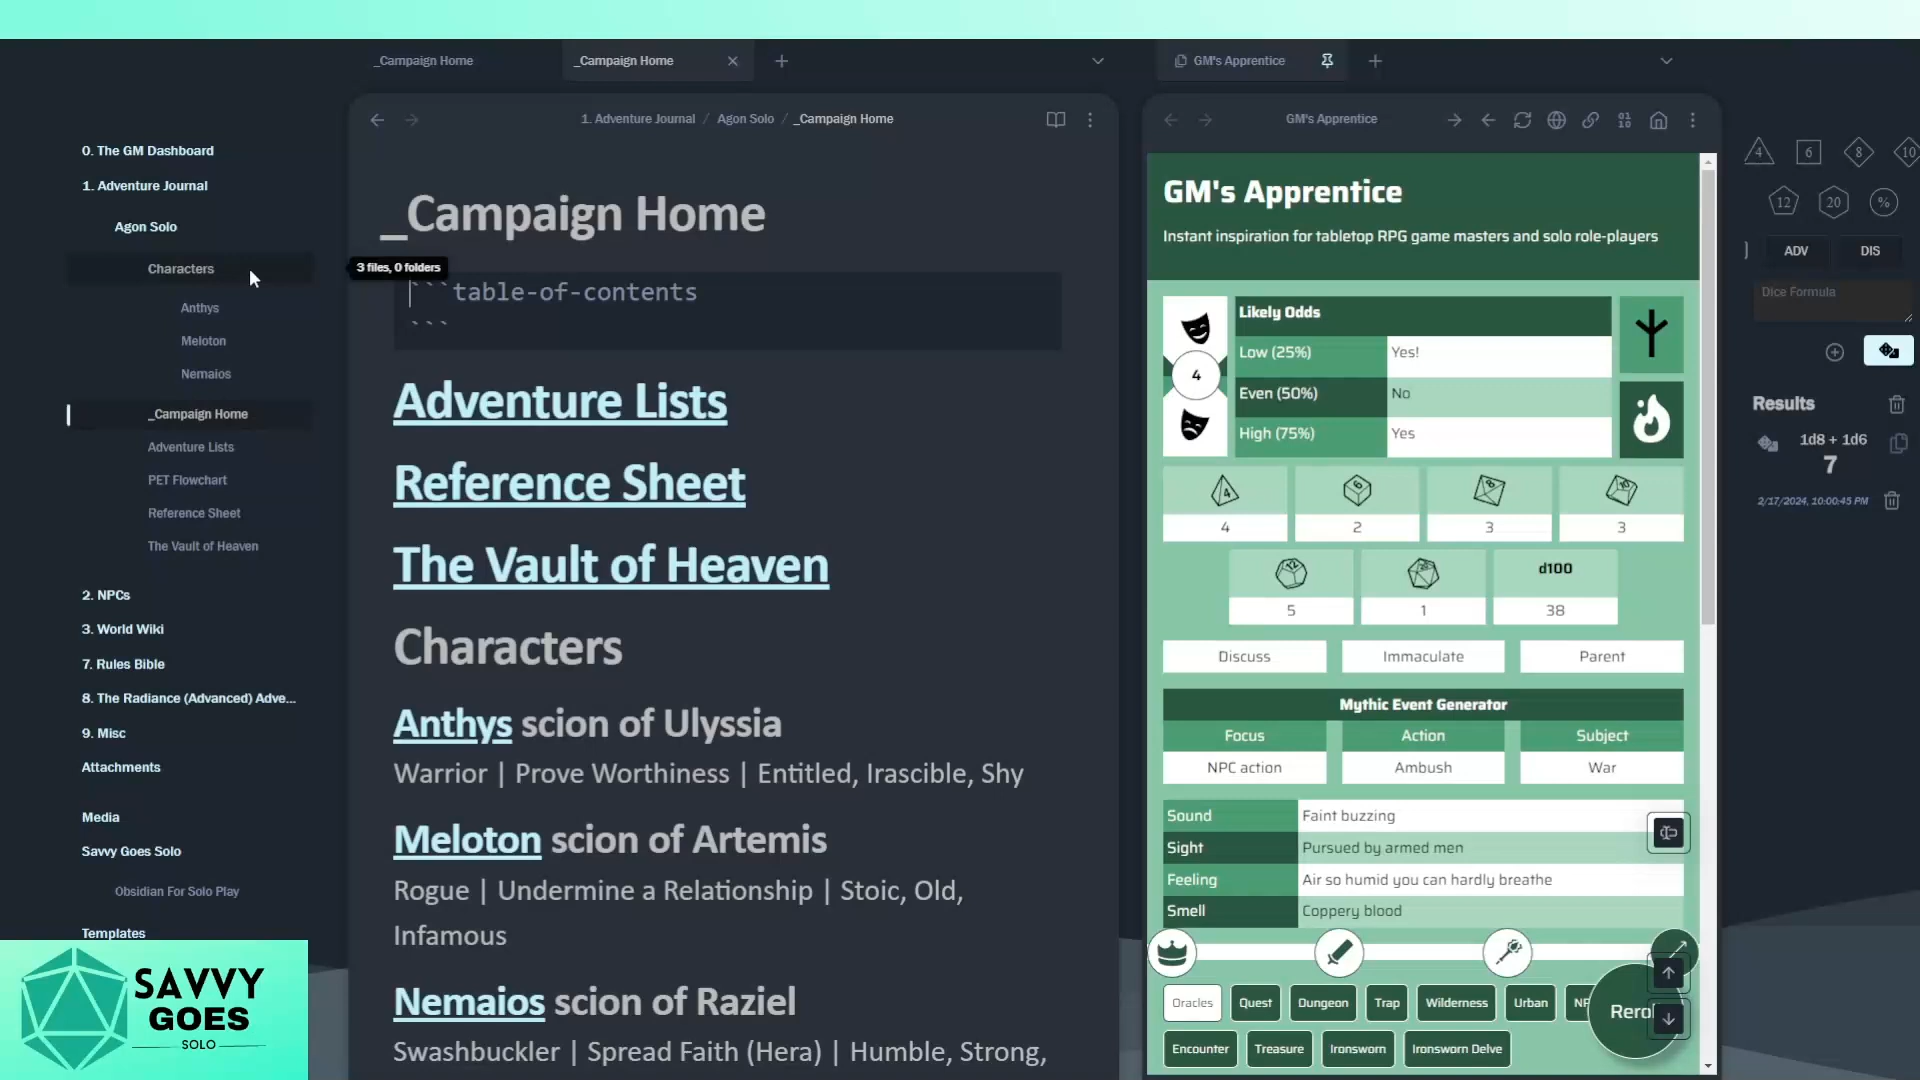 _Campaign Home
_Campaign Home
GM's Apprentice
0. The GM Dashboard
1. Adventure Journal
Agon Solo
Characters
3 files, 0 folders
Anthys
Meloton
Nemaios
_Campaign Home
Adventure Lists
PET Flowchart
Reference Sheet
The Vault of Heaven
2. NPCs
3. World Wiki
7. Rules Bible
8. The Radiance (Advanced) Adve...
9. Misc
Attachments
Media
Savvy Goes Solo
Obsidian For Solo Play
Templates
SAVVY
GOES
SOLO
1. Adventure Journal / Agon Solo / _Campaign Home
_Campaign Home
```table-of-contents
```
Adventure Lists
Reference Sheet
The Vault of Heaven
Characters
Anthys scion of Ulyssia
Warrior | Prove Worthiness | Entitled, Irascible, Shy
Meloton scion of Artemis
Rogue | Undermine a Relationship | Stoic, Old,
Infamous
Nemaios scion of Raziel
Swashbuckler | Spread Faith (Hera) | Humble, Strong,
GM's Apprentice
GM's Apprentice
Instant inspiration for tabletop RPG game masters and solo role-players
4
Likely Odds
Low (25%) Yes!
Even (50%) No
High (75%) Yes
4 6 8 10
4 2 3 3
12 20 d100
5 1 38
Discuss Immaculate Parent
Mythic Event Generator
Focus Action Subject
NPC action Ambush War
Sound Faint buzzing
Sight Pursued by armed men
Feeling Air so humid you can hardly breathe
Smell Coppery blood
Oracles Quest Dungeon Trap Wilderness Urban
Encounter Treasure Ironsworn Ironsworn Delve
4 6 8 10
12 20 %
ADV DIS
Dice Formula
Results
1d8 + 1d6
7
2/17/2024, 10:00:45 PM